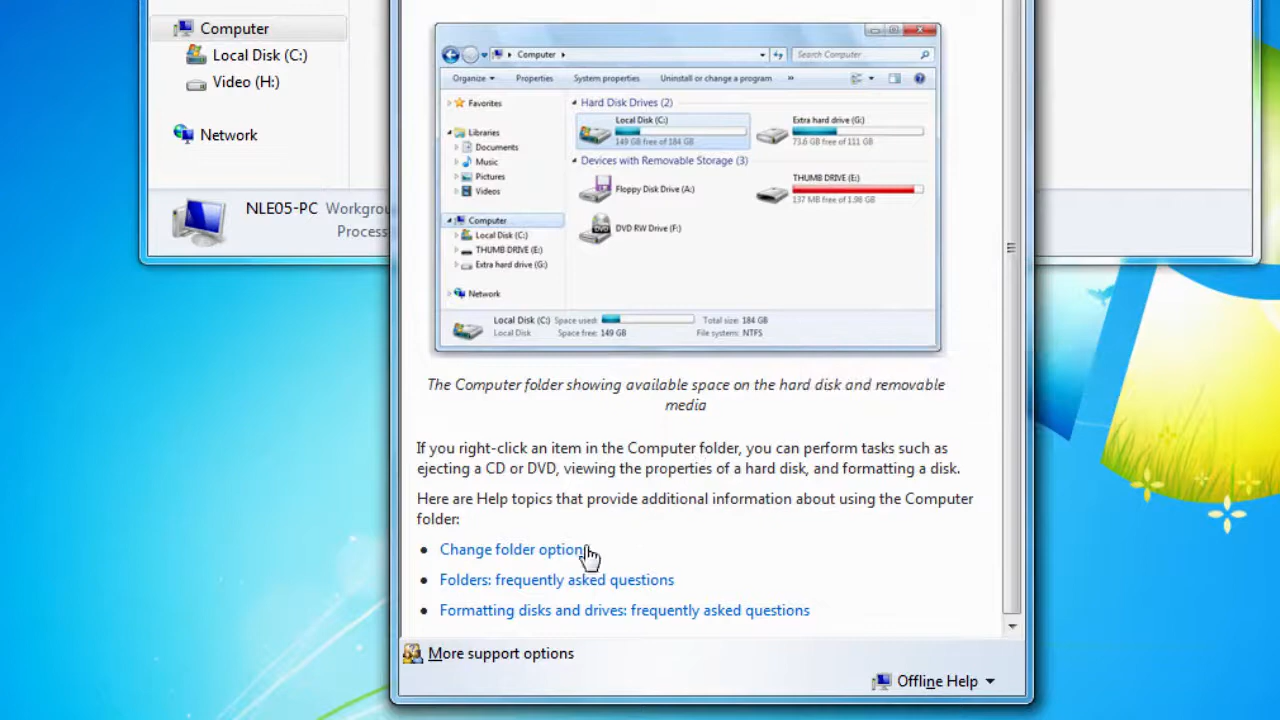 Computer
Local Disk (C:)
Video (H:)
Network
NLE05-PC Workgrou
Process
Computer
Search Computer
Organize Properties System properties Uninstall or change a program »
Favorites
Libraries
Documents
Music
Pictures
Videos
Computer
Local Disk (C:)
THUMB DRIVE (E:)
Extra hard drive (G:)
Network
Hard Disk Drives (2)
Local Disk (C:)
149 GB free of 184 GB
Extra hard drive (G:)
73.6 GB free of 111 GB
Devices with Removable Storage (3)
Floppy Disk Drive (A:)
THUMB DRIVE (E:)
137 MB free of 1.98 GB
DVD RW Drive (F:)
Local Disk (C:) Space used: Total size: 184 GB
Local Disk Space free: 149 GB File system: NTFS
The Computer folder showing available space on the hard disk and removable
media
If you right-click an item in the Computer folder, you can perform tasks such as
ejecting a CD or DVD, viewing the properties of a hard disk, and formatting a disk.
Here are Help topics that provide additional information about using the Computer
folder:
• Change folder option
• Folders: frequently asked questions
• Formatting disks and drives: frequently asked questions
More support options
Offline Help